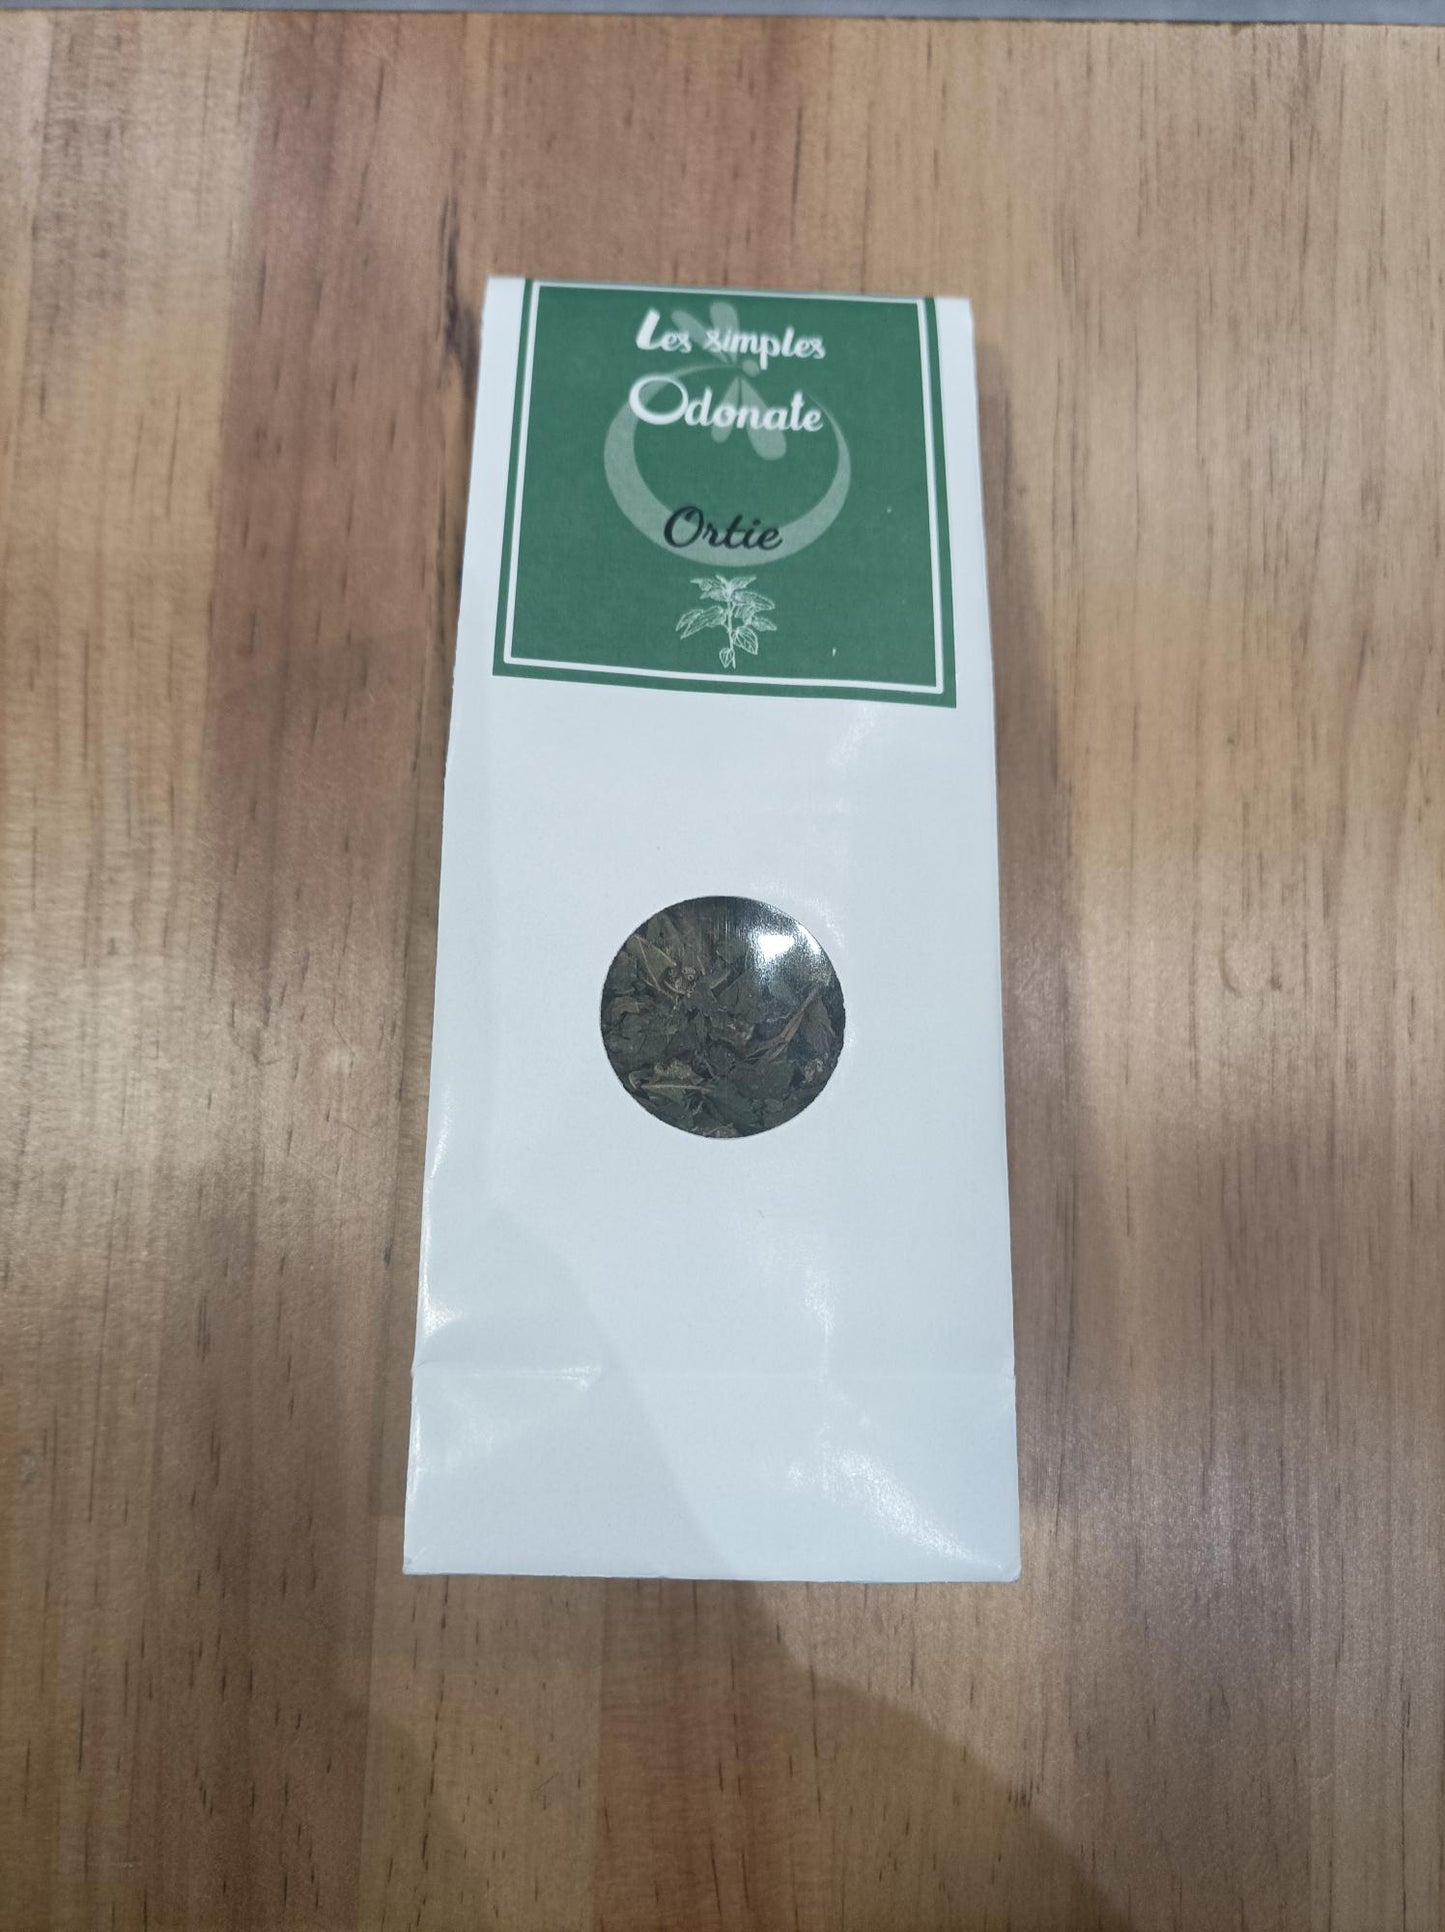 Les simples
Odonate
Ortie